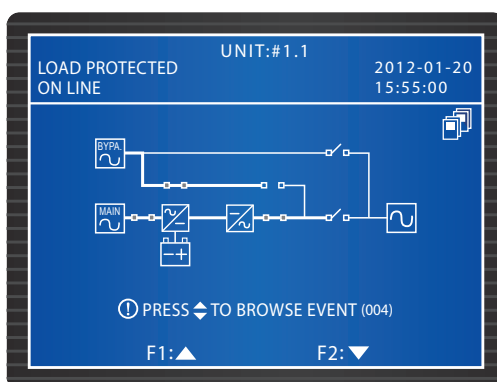 UNIT:#1.1
LOAD PROTECTED
ON LINE
2012-01-20
15:55:00
BYPA.
MAIN
PRESS TO BROWSE EVENT (004)
F1: F2: